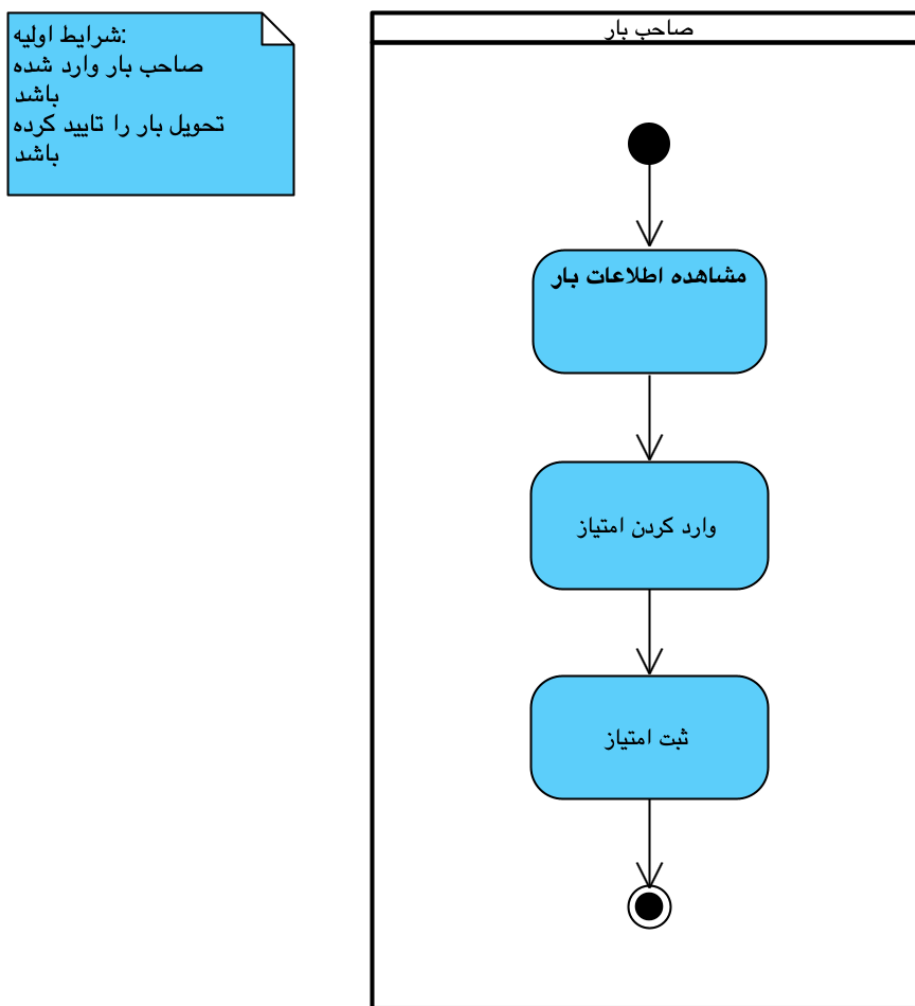 شرایط اولیه:
صاحب بار وارد شده
باشد
تحویل بار را تایید کرده
باشد
صاحب بار
مشاهده اطلاعات بار
وارد کردن امتیاز
ثبت امتیاز